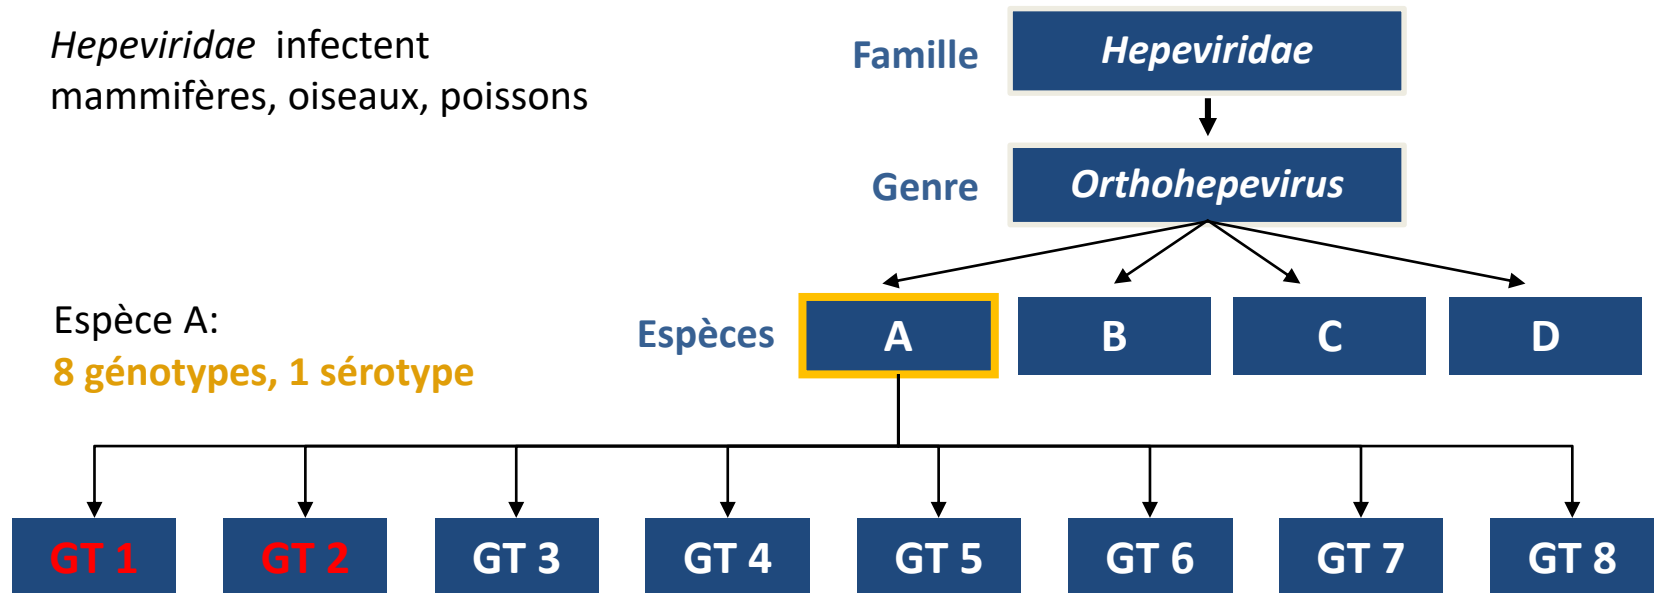 Hepeviridae infectent
mammifères, oiseaux, poissons
Famille
Hepeviridae
Genre
Orthohepevirus
Espèce A:
8 génotypes, 1 sérotype
Espèces
A
B
C
D
GT 1
GT 2
GT 3
GT 4
GT 5
GT 6
GT 7
GT 8